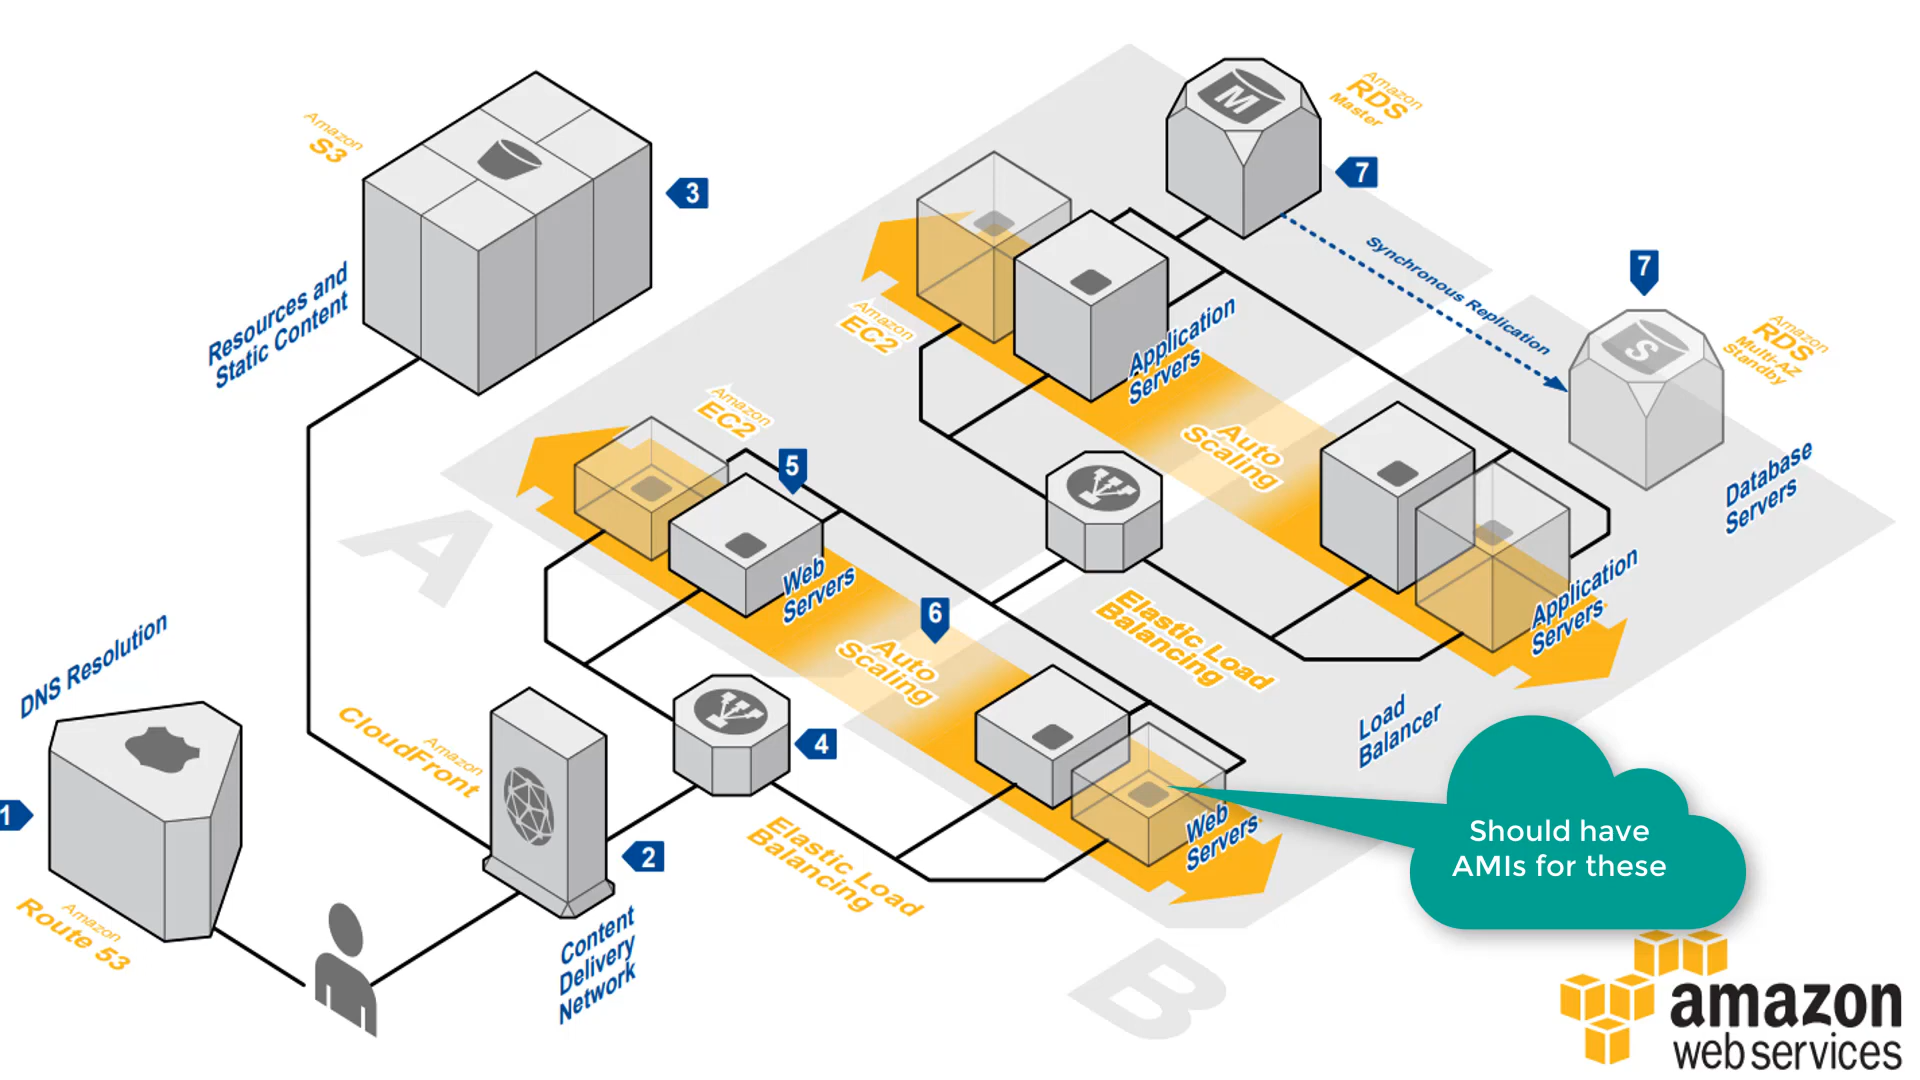 Amazon
S3
3
Resources and
Static Content
Amazon
RDS
Master
M
7
Synchronous Replication
7
S
Amazon
RDS
Multi-AZ
Standby
Database
Servers
Amazon
EC2
Application
Servers
Auto
Scaling
Application
Servers
Amazon
EC2
5
Web
Servers
6
Auto
Scaling
Elastic Load
Balancing
Load
Balancer
A
DNS Resolution
1
Amazon
Route 53
Amazon
CloudFront
2
Content
Delivery
Network
4
Elastic Load
Balancing
Web
Servers
B
Should have
AMIs for these
amazon
web services